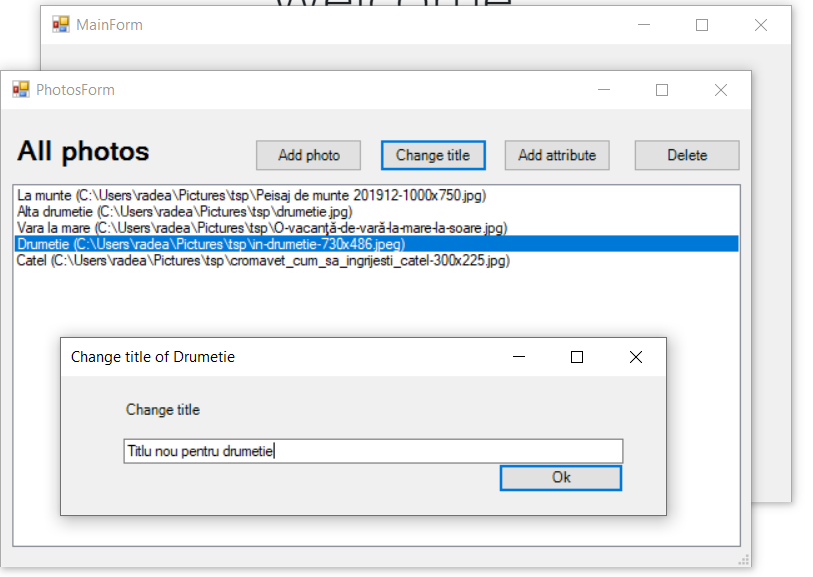 MainForm
PhotosForm
All photos
Add photo
Change title
Add attribute
Delete
La munte (C:\Users\radea\Pictures\tsp\Peisaj de munte 201912-1000x750.jpg)
Alta drumetie (C:\Users\radea\Pictures\tsp\drumetie.jpg)
Vara la mare (C:\Users\radea\Pictures\tsp\O-vacanţă-de-vară-la-mare-la-soare.jpg)
Drumetie (C:\Users\radea\Pictures\tsp\in-drumetie-730x486.jpeg)
Catel (C:\Users\radea\Pictures\tsp\cromavet_cum_sa_ingrijesti_catel-300x225.jpg)
Change title of Drumetie
Change title
Titlu nou pentru drumetie
Ok